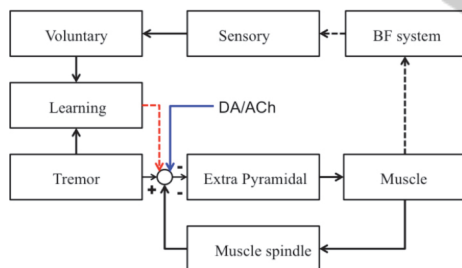 Voluntary
Sensory
BF system
Learning
DA/ACh
Tremor
+
-
-
Extra Pyramidal
Muscle
Muscle spindle